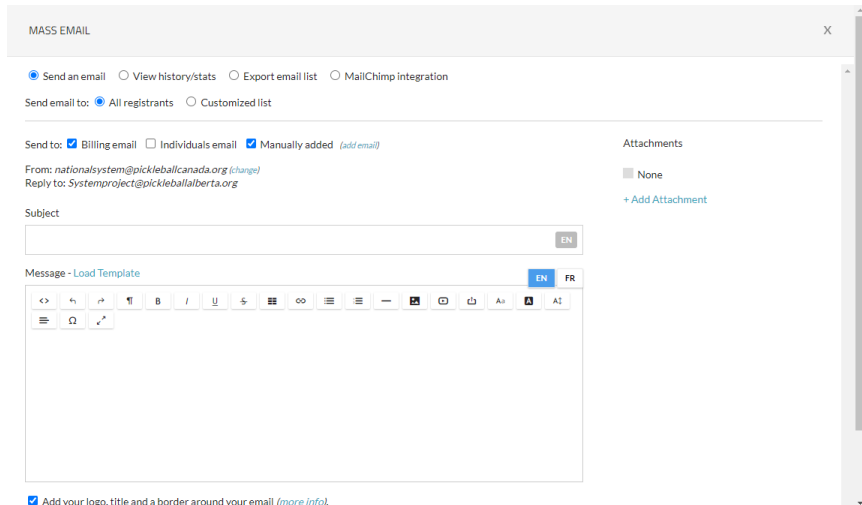 MASS EMAIL X
Send an email View history/stats Export email list MailChimp integration
Send email to: All registrants Customized list
Send to: Billing email Individuals email Manually added (add email)
Attachments
From: nationalsystem@pickleballcanada.org (change)
Reply to: Systemproject@pickleballalberta.org
None
+ Add Attachment
Subject
EN
Message - Load Template
EN FR
B I U S Aa A AI
Ω
Add your logo, title and a border around your email (more info).